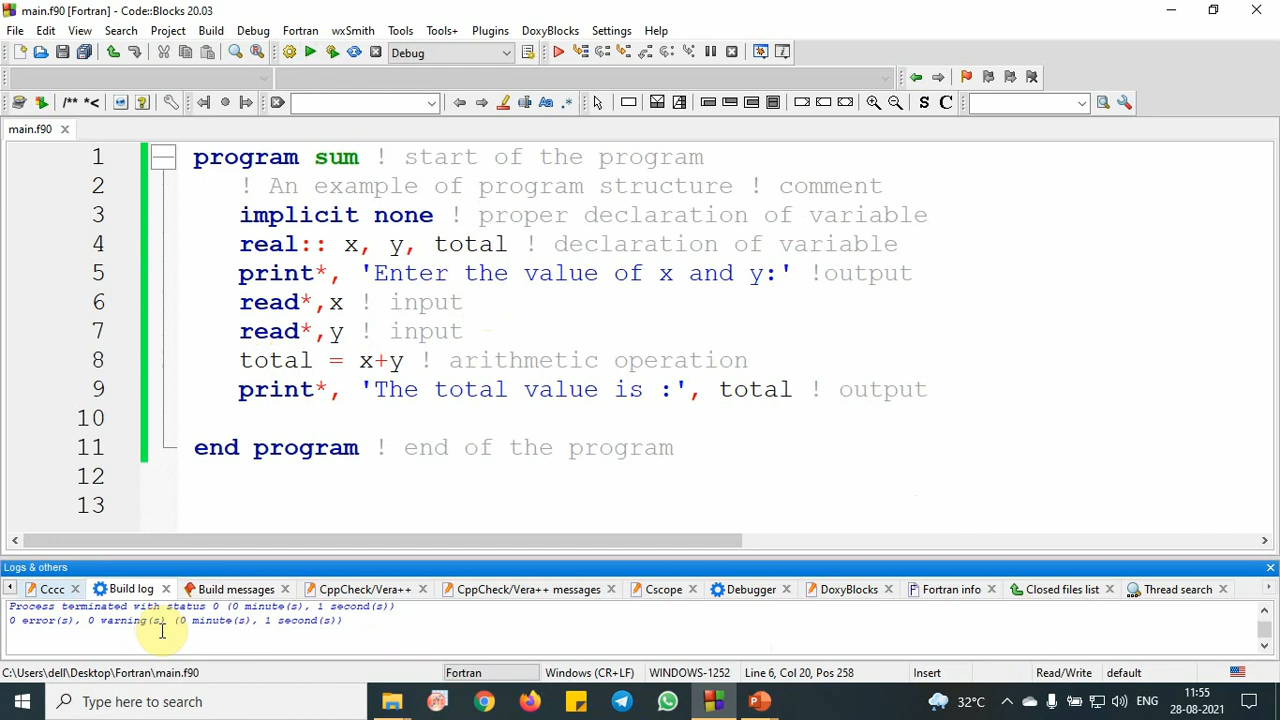 main.f90 [Fortran] - Code::Blocks 20.03
File Edit View Search Project Build Debug Fortran wxSmith Tools Tools+ Plugins DoxyBlocks Settings Help
Debug
/** *< S C
main.f90
1 program sum ! start of the program
2 ! An example of program structure ! comment
3 implicit none ! proper declaration of variable
4 real:: x, y, total ! declaration of variable
5 print*, 'Enter the value of x and y:' !output
6 read*,x ! input
7 read*,y ! input
8 total = x+y ! arithmetic operation
9 print*, 'The total value is :', total ! output
10
11 end program ! end of the program
12
13
Logs & others
Cccc Build log Build messages CppCheck/Vera++ CppCheck/Vera++ messages Cscope Debugger DoxyBlocks Fortran info Closed files list Thread search
Process terminated with status 0 (0 minute(s), 1 second(s))
0 error(s), 0 warning(s) (0 minute(s), 1 second(s))
C:\Users\dell\Desktop\Fortran\main.f90 Fortran Windows (CR+LF) WINDOWS-1252 Line 6, Col 20, Pos 258 Insert Read/Write default
Type here to search 32°C ENG 11:55
28-08-2021